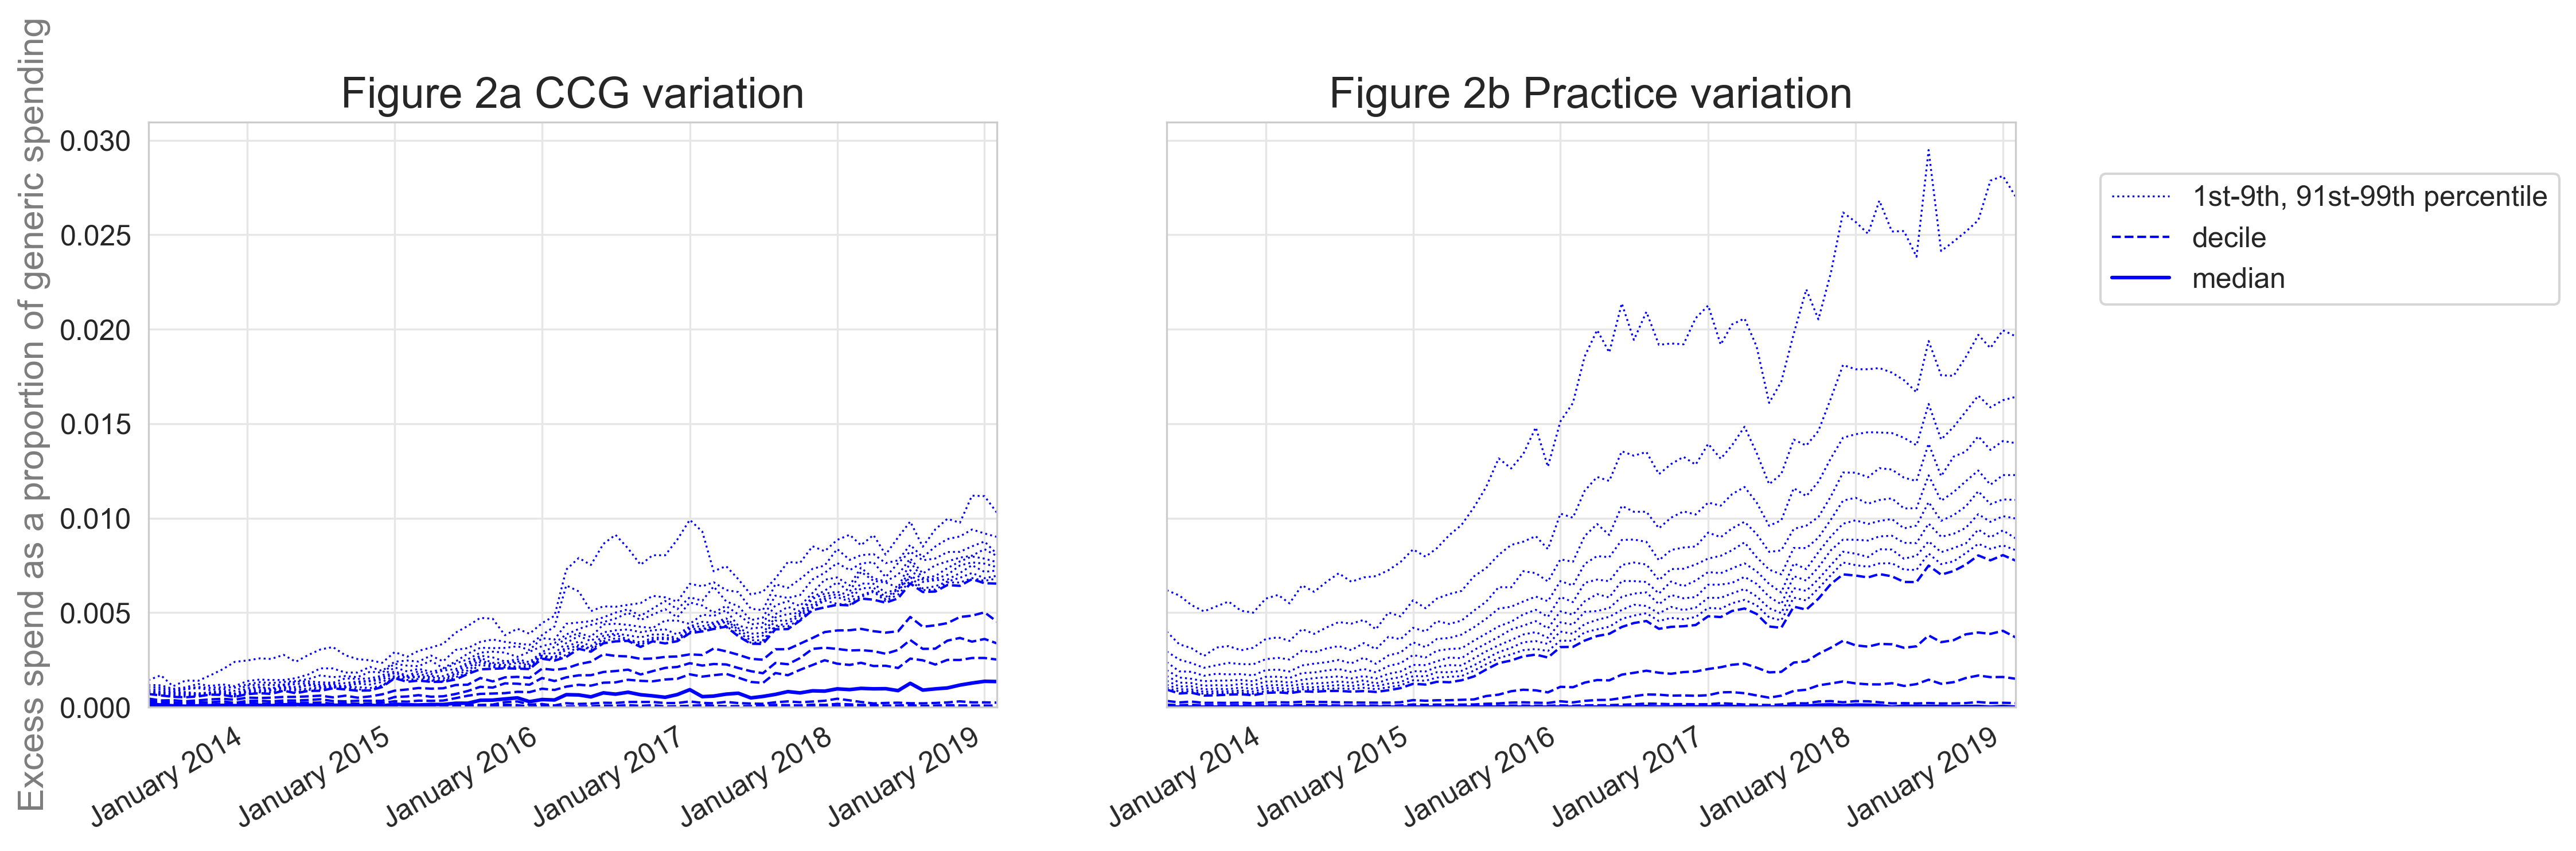 Figure 2a CCG variation
Excess spend as a proportion of generic spending
0.030
0.025
0.020
0.015
0.010
0.005
0.000
January 2014
January 2015
January 2016
January 2017
January 2018
January 2019
Figure 2b Practice variation
January 2014
January 2015
January 2016
January 2017
January 2018
January 2019
1st-9th, 91st-99th percentile
decile
median